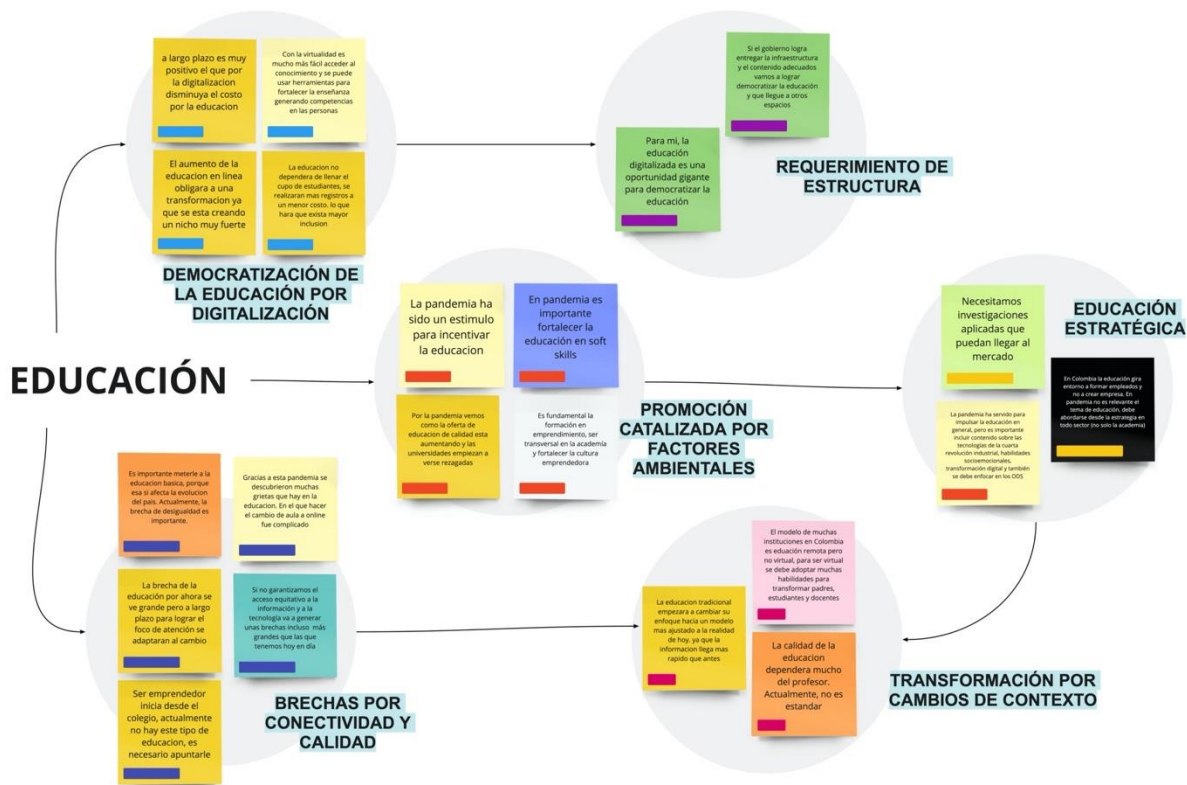 a largo plazo es muy
positivo el que por
la digitalizacion
disminuya el costo
por la educacion
Con la virtualidad es
mucho más fácil acceder al
conocimiento y se puede
usar herramientas para
fortalecer la enseñanza
generando competencias
en las personas
El aumento de la
educacion en linea
obligara a una
transformacion ya
que se esta creando
un nicho muy fuerte
La educacion no
dependera de llenar el
cupo de estudiantes, se
realizaran mas registros a
un menor costo. lo que
hara que exista mayor
inclusion
DEMOCRATIZACIÓN DE
LA EDUCACIÓN POR
DIGITALIZACIÓN
Si el gobierno logra
entregar la infraestructura
y el contenido adecuados
vamos a lograr
democratizar la educación
y que llegue a otros
espacios
Para mi, la
educación
digitalizada es una
oportunidad gigante
para democratizar la
educación
REQUERIMIENTO DE
ESTRUCTURA
EDUCACIÓN
La pandemia ha
sido un estimulo
para incentivar
la educacion
En pandemia es
importante
fortalecer la
educación en soft
skills
Por la pandemia vemos
como la oferta de
educacion de calidad esta
aumentando y las
universidades empiezan a
verse rezagadas
Es fundamental la
formación en
emprendimiento, ser
transversal en la academía
y fortalecer la cultura
emprendedora
PROMOCIÓN
CATALIZADA POR
FACTORES
AMBIENTALES
Necesitamos
investigaciones
aplicadas que
puedan llegar al
mercado
EDUCACIÓN
ESTRATÉGICA
En Colombia la educación gira
entorno a formar empleados y
no a crear empresa. En
pandemia no es relevante el
tema de educación, debe
abordarse desde la estrategia en
todo sector (no solo la academia)
La pandemia ha servido para
impulsar la educación en
general, pero es importante
incluir contenido sobre las
tecnologías de la cuarta
revolución industrial, habilidades
socioemocionales,
transformación digital y también
se debe enfocar en los ODS
Es importante meterle a la
educacion basica, porque
esa si afecta la evolucion
del pais. Actualmente, la
brecha de desigualdad es
importante.
Gracias a esta pandemia se
descubrieron muchas
grietas que hay en la
educacion. En el que hacer
el cambio de aula a online
fue complicado
La brecha de la
educación por ahora se
ve grande pero a largo
plazo para lograr el
foco de atención se
adaptaran al cambio
Si no garantizamos el
acceso equitativo a la
información y a la
tecnología va a generar
unas brechas incluso más
grandes que las que
tenemos hoy en día
Ser emprendedor
inicia desde el
colegio, actualmente
no hay este tipo de
educacion, es
necesario apuntarle
BRECHAS POR
CONECTIVIDAD Y
CALIDAD
El modelo de muchas
instituciones en Colombia
es eduación remota pero
no virtual, para ser virtual
se debe adoptar muchas
habilidades para
transformar padres,
estudiantes y docentes
La educacion tradicional
empezara a cambiar su
enfoque hacia un modelo
mas ajustado a la realidad
de hoy, ya que la
informacion llega mas
rapido que antes
La calidad de la
educacion
dependera mucho
del profesor.
Actualmente, no es
estandar
TRANSFORMACIÓN POR
CAMBIOS DE CONTEXTO